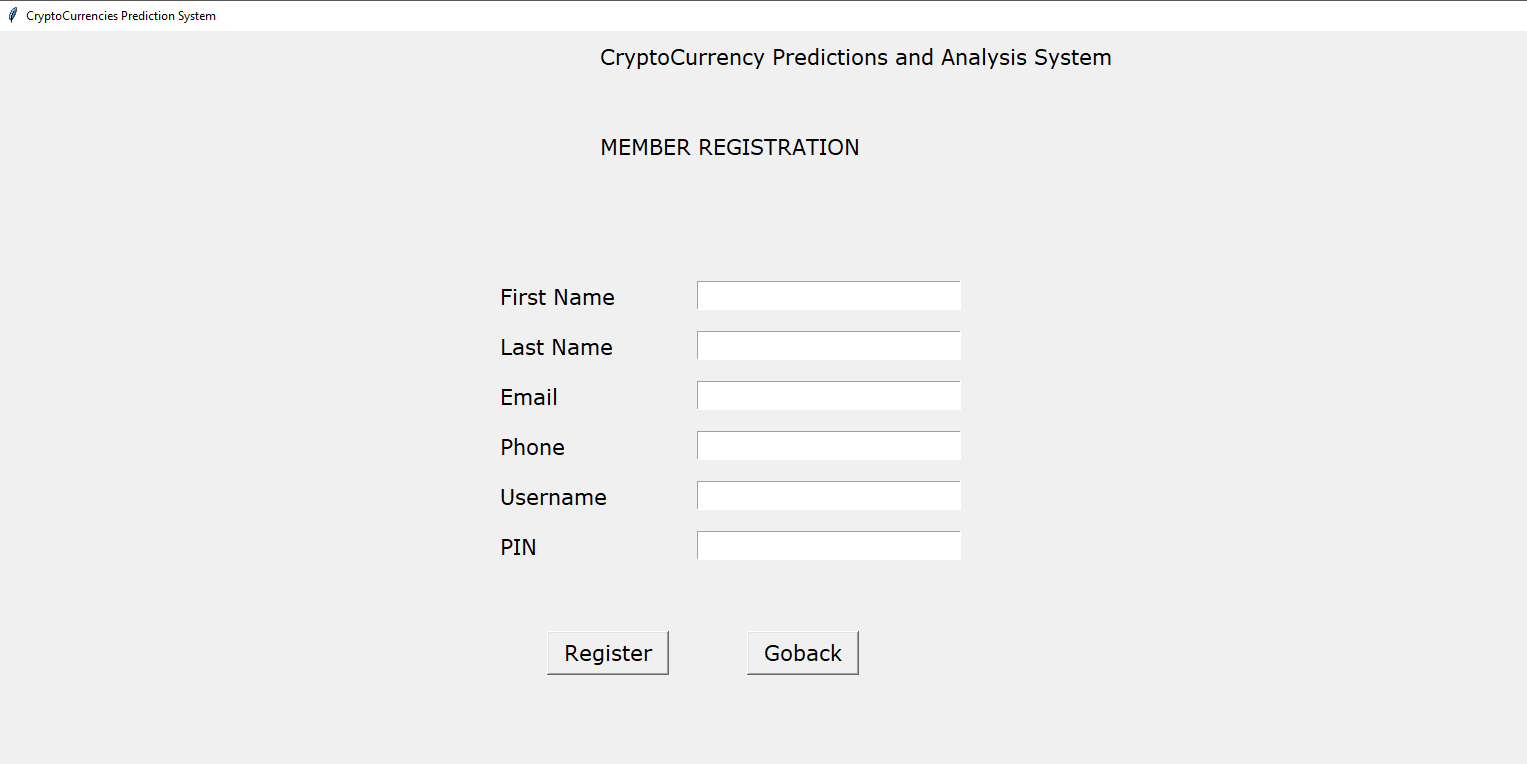 CryptoCurrencies Prediction System
CryptoCurrency Predictions and Analysis System
MEMBER REGISTRATION
First Name
Last Name
Email
Phone
Username
PIN
Register Goback